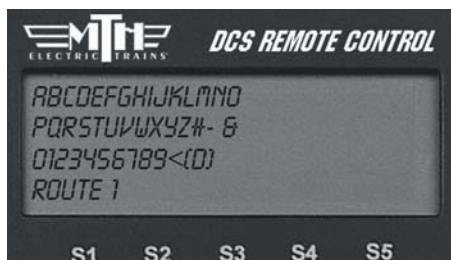 MTH DCS REMOTE CONTROL
ELECTRIC TRAINS®
ABCDEFGHIJKLMNO
PQRSTUVWXYZ#- &
0123456789<(D)
ROUTE 1
S1 S2 S3 S4 S5